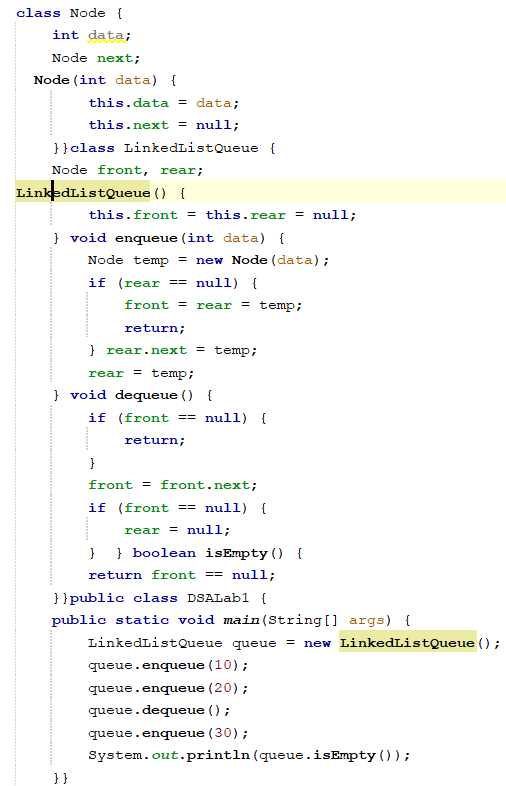 class Node {
    int data;
    Node next;
  Node(int data) {
        this.data = data;
        this.next = null;
    }}class LinkedListQueue {
    Node front, rear;
LinkedListQueue() {
        this.front = this.rear = null;
    } void enqueue(int data) {
        Node temp = new Node(data);
        if (rear == null) {
            front = rear = temp;
            return;
        } rear.next = temp;
        rear = temp;
    } void dequeue() {
        if (front == null) {
            return;
        }
        front = front.next;
        if (front == null) {
            rear = null;
        }  } boolean isEmpty() {
        return front == null;
    }}public class DSALab1 {
    public static void main(String[] args) {
        LinkedListQueue queue = new LinkedListQueue();
        queue.enqueue(10);
        queue.enqueue(20);
        queue.dequeue();
        queue.enqueue(30);
        System.out.println(queue.isEmpty());
    }}